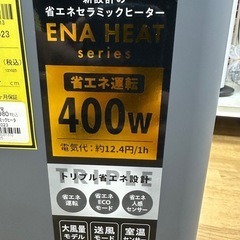 新設計の
省エネセラミックヒーター
ENA HEAT
series
省エネ運転
400W
電気代：約12.4円/1h
トリプル省エネ設計
省エネ
運転
省エネ
ECO
モード
省エネ
人感
センサー
大風量
モデル
送風
モード
室温
センサー
(税込)